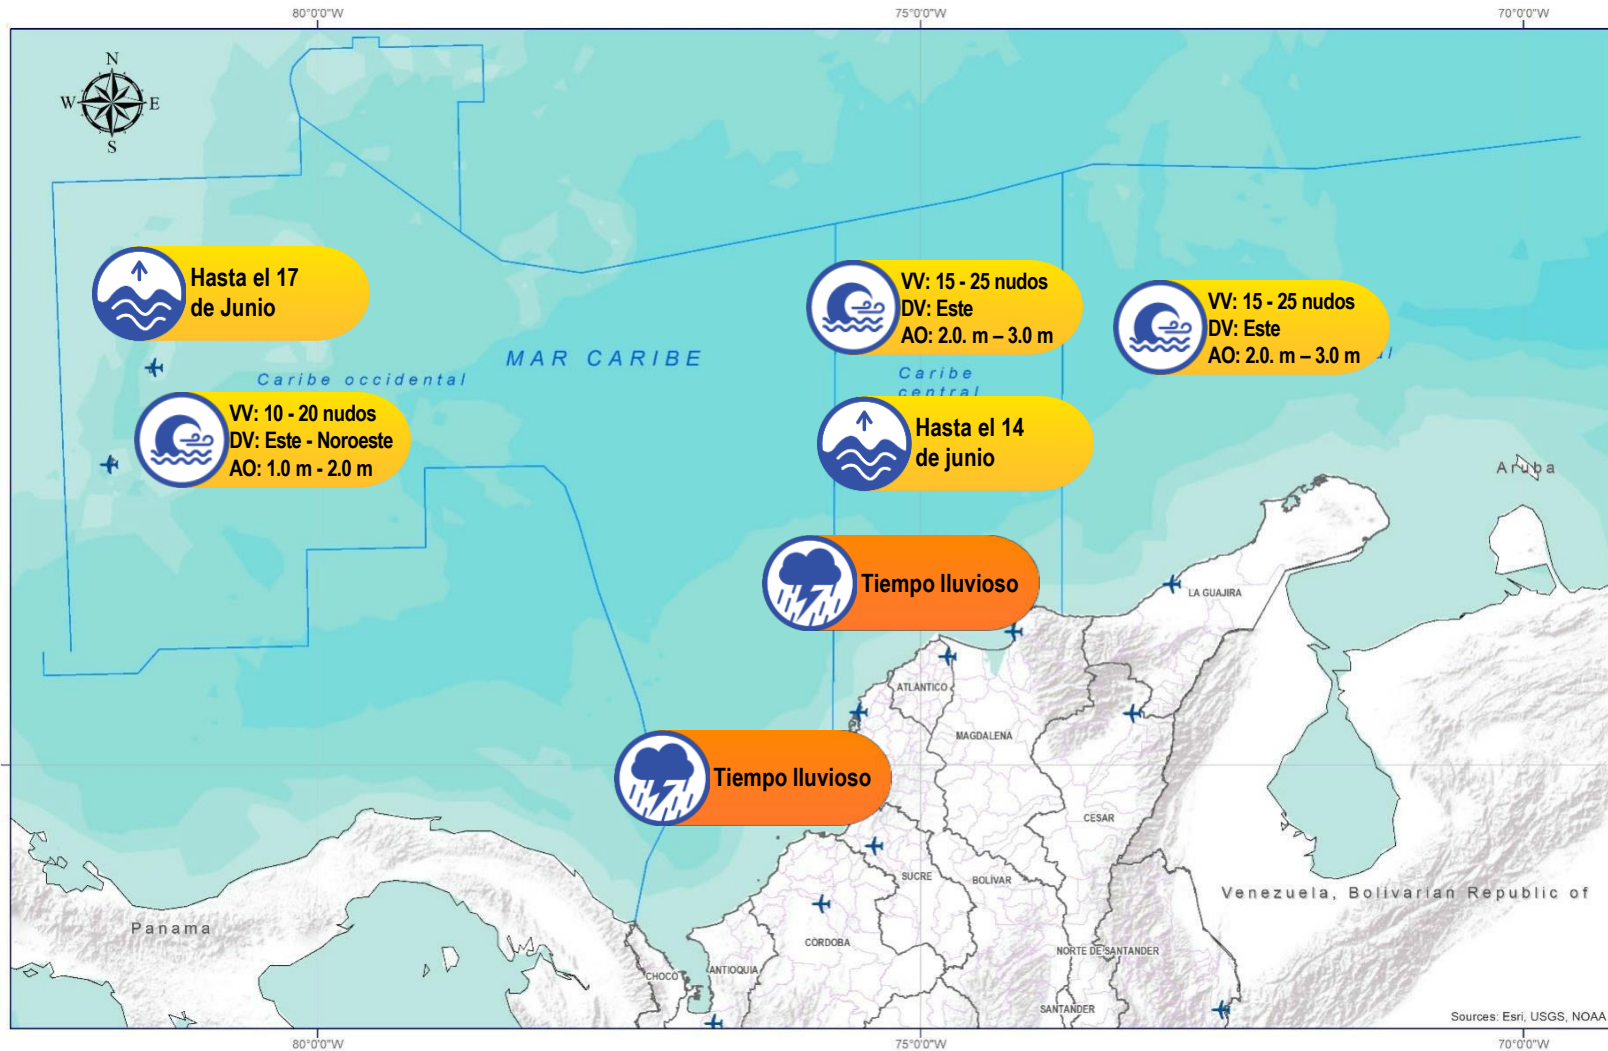 80°0'0"W
75°0'0"W
70°0'0"W
N
W
E
S
Hasta el 17
de Junio
VV: 15 - 25 nudos
DV: Este
AO: 2.0. m – 3.0 m
VV: 15 - 25 nudos
DV: Este
AO: 2.0. m – 3.0 m
MAR CARIBE
Caribe occidental
Caribe
central
VV: 10 - 20 nudos
DV: Este - Noroeste
AO: 1.0 m - 2.0 m
Hasta el 14
de junio
Aruba
Tiempo lluvioso
LA GUAJIRA
ATLÁNTICO
MAGDALENA
Tiempo lluvioso
CESAR
SUCRE
BOLÍVAR
Venezuela, Bolivarian Republic of
Panama
CÓRDOBA
NORTE DE SANTANDER
CHOCÓ
ANTIOQUIA
SANTANDER
Sources: Esri, USGS, NOAA
80°0'0"W
75°0'0"W
70°0'0"W